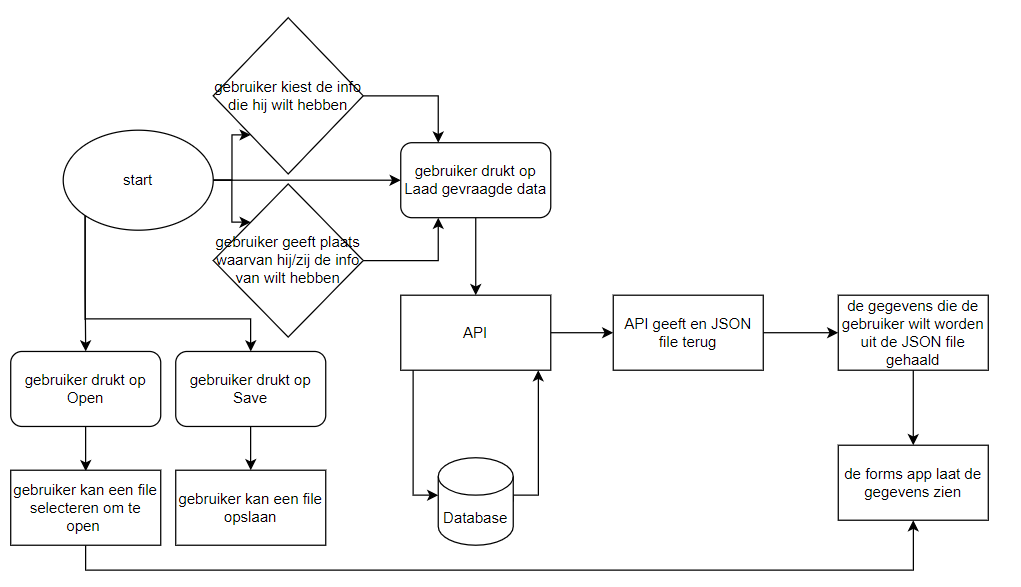 gebruiker kiest de info
die hij wilt hebben
start
gebruiker drukt op
Laad gevraagde data
gebruiker geeft plaats
waarvan hij/zij de info
van wilt hebben
API
API geeft en JSON
file terug
de gegevens die de
gebruiker wilt worden
uit de JSON file
gehaald
gebruiker drukt op
Open
gebruiker drukt op
Save
gebruiker kan een file
selecteren om te
open
gebruiker kan een file
opslaan
Database
de forms app laat de
gegevens zien